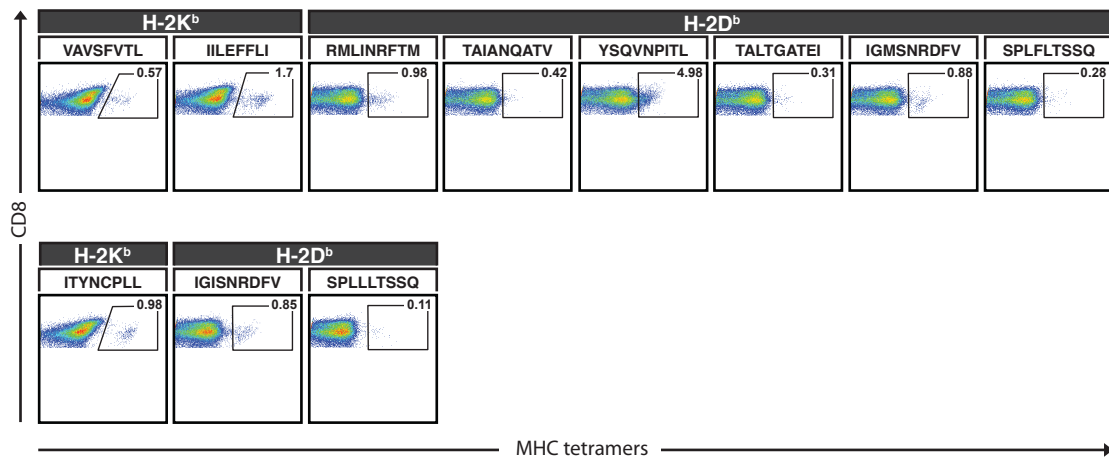 H-2Kᵇ H-2Dᵇ
VAVSFVTL IILEFFLI RMLINRFTM TAIANQATV YSQVNPITL TALTGATEI IGMSNRDFV SPLFLTSSQ
0.57 1.7 0.98 0.42 4.98 0.31 0.88 0.28
CD8
H-2Kᵇ H-2Dᵇ
ITYNCPLL IGISNRDFV SPLLLTSSQ
0.98 0.85 0.11
MHC tetramers